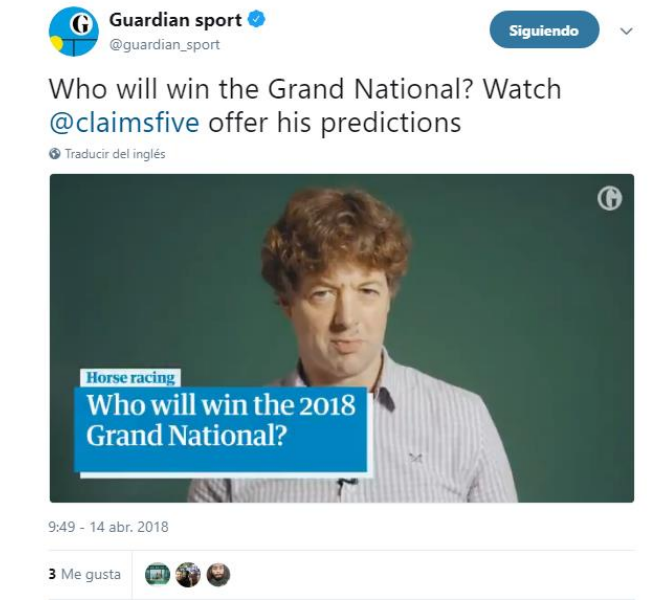 G
Guardian sport
@guardian_sport
Siguiendo
Who will win the Grand National? Watch
@claimsfive offer his predictions
Traducir del inglés
G
Horse racing
Who will win the 2018
Grand National?
9:49 - 14 abr. 2018
3 Me gusta